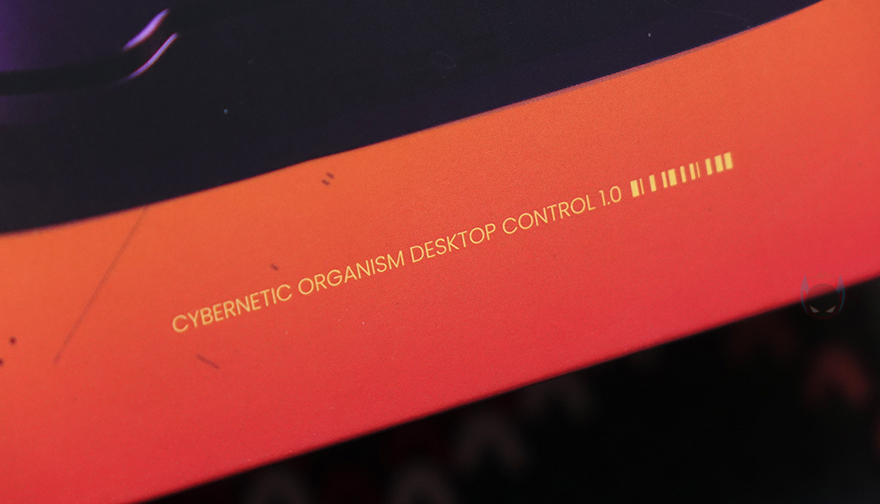 CYBERNETIC ORGANISM DESKTOP CONTROL 1.0